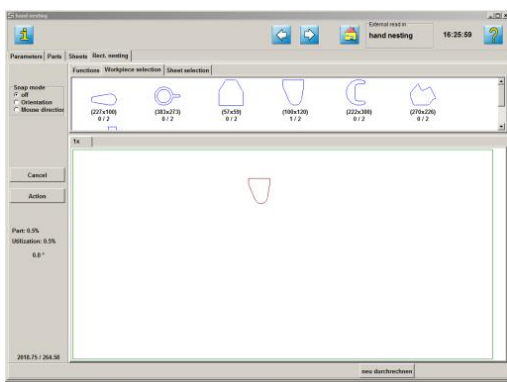 hand nesting
External read in
hand nesting
16:25:59
Parameters Parts Sheets Rect. nesting
Functions Workpiece selection Sheet selection
Snap mode
off
Orientation
Mouse direction
(227x100)
0 / 2
(383x273)
0 / 2
(57x59)
0 / 2
(100x120)
1 / 2
(222x300)
0 / 2
(270x226)
0 / 2
1x
Cancel
Action
Part: 0.5%
Utilization: 0.5%
0.0 °
2018.75 / 264.58
neu durchrechnen